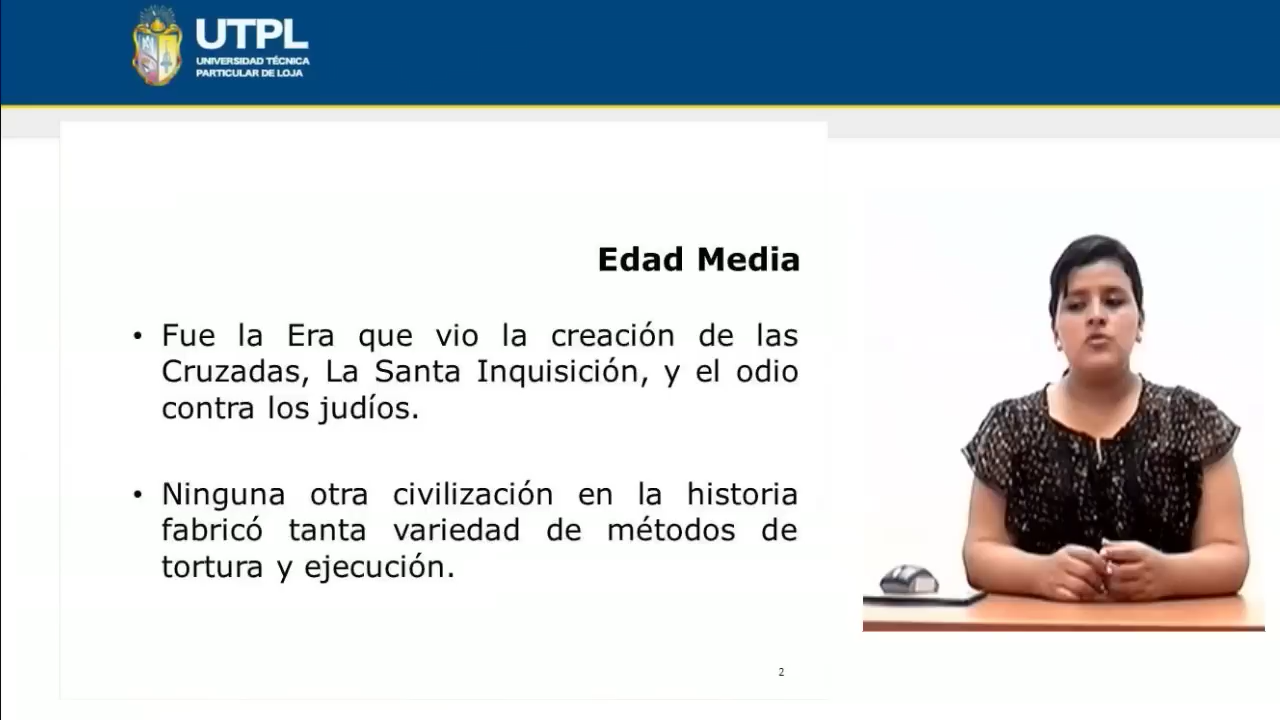 UTPL
UNIVERSIDAD TÉCNICA
PARTICULAR DE LOJA
Edad Media
• Fue la Era que vio la creación de las
Cruzadas, La Santa Inquisición, y el odio
contra los judíos.
• Ninguna otra civilización en la historia
fabricó tanta variedad de métodos de
tortura y ejecución.
2